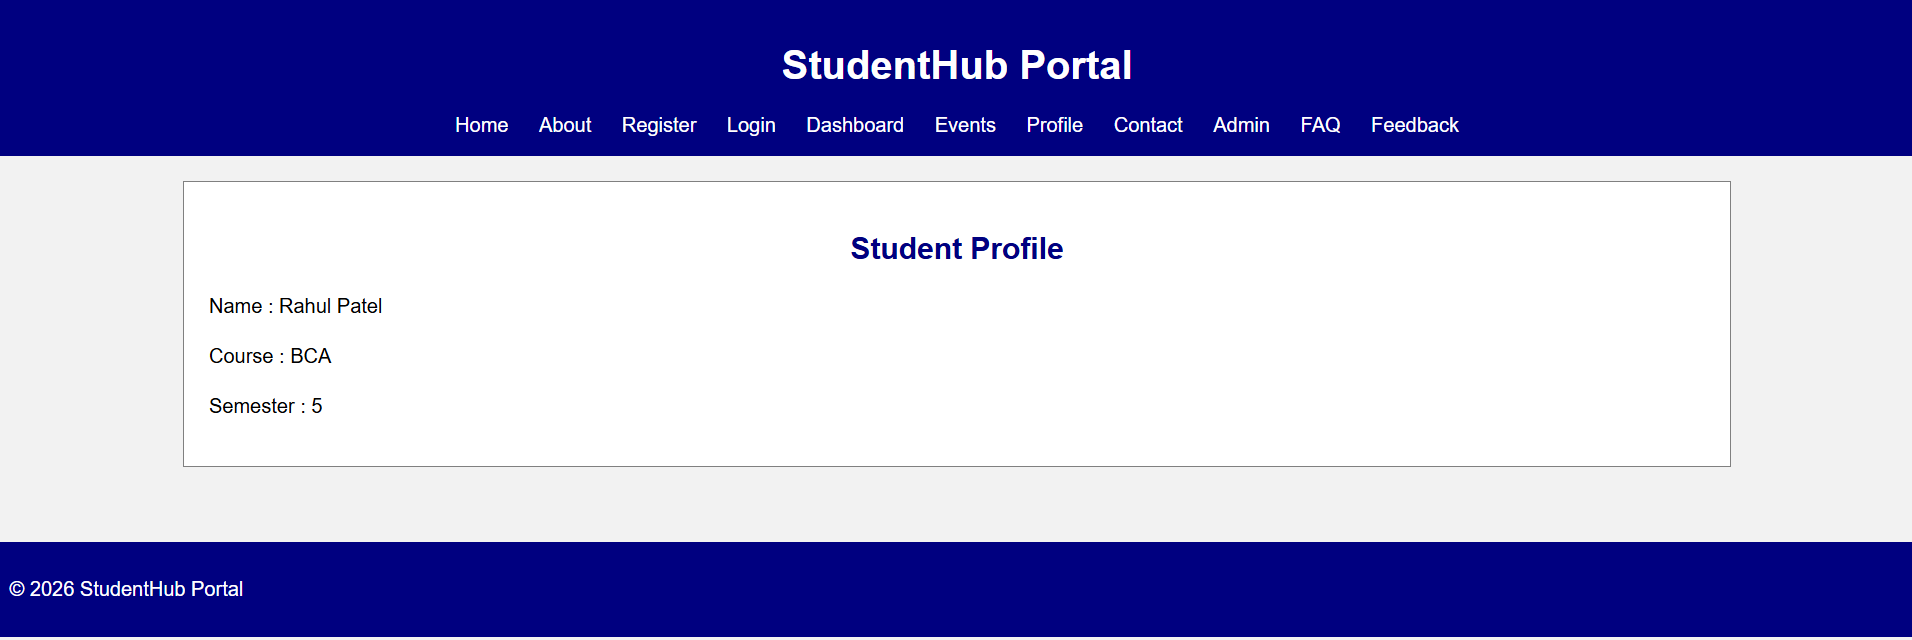 StudentHub Portal
Home About Register Login Dashboard Events Profile Contact Admin FAQ Feedback
Student Profile
Name : Rahul Patel
Course : BCA
Semester : 5
© 2026 StudentHub Portal